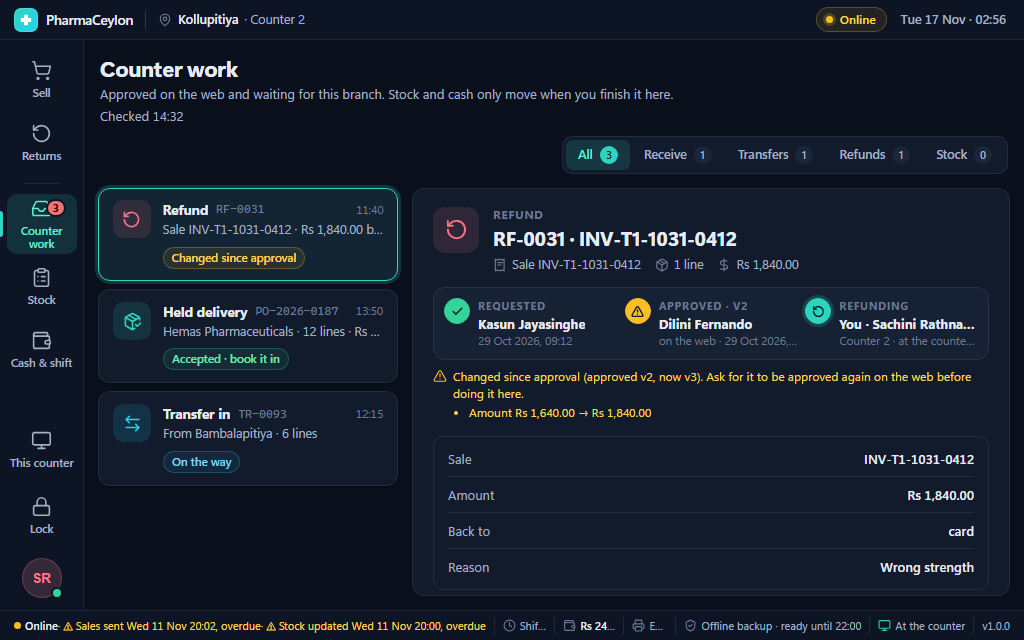 PharmaCeylon
Kollupitiya · Counter 2
Online
Tue 17 Nov · 02:56
Sell
Returns
3
Counter
work
Stock
Cash & shift
This counter
Lock
SR
Counter work
Approved on the web and waiting for this branch. Stock and cash only move when you finish it here.
Checked 14:32
All 3
Receive 1
Transfers 1
Refunds 1
Stock 0
Refund RF-0031 11:40
Sale INV-T1-1031-0412 · Rs 1,840.00 b...
Changed since approval
Held delivery PO-2026-0187 13:50
Hemas Pharmaceuticals · 12 lines · Rs ...
Accepted · book it in
Transfer in TR-0093 12:15
From Bambalapitiya · 6 lines
On the way
REFUND
RF-0031 · INV-T1-1031-0412
Sale INV-T1-1031-0412 1 line $ Rs 1,840.00
REQUESTED
Kasun Jayasinghe
29 Oct 2026, 09:12
APPROVED · V2
Dilini Fernando
on the web · 29 Oct 2026,...
REFUNDING
You · Sachini Rathna...
Counter 2 · at the counte...
Changed since approval (approved v2, now v3). Ask for it to be approved again on the web before
doing it here.
• Amount Rs 1,640.00 → Rs 1,840.00
Sale INV-T1-1031-0412
Amount Rs 1,840.00
Back to card
Reason Wrong strength
Online · Sales sent Wed 11 Nov 20:02, overdue · Stock updated Wed 11 Nov 20:00, overdue
Shif...
Rs 24...
E...
Offline backup · ready until 22:00
At the counter
v1.0.0